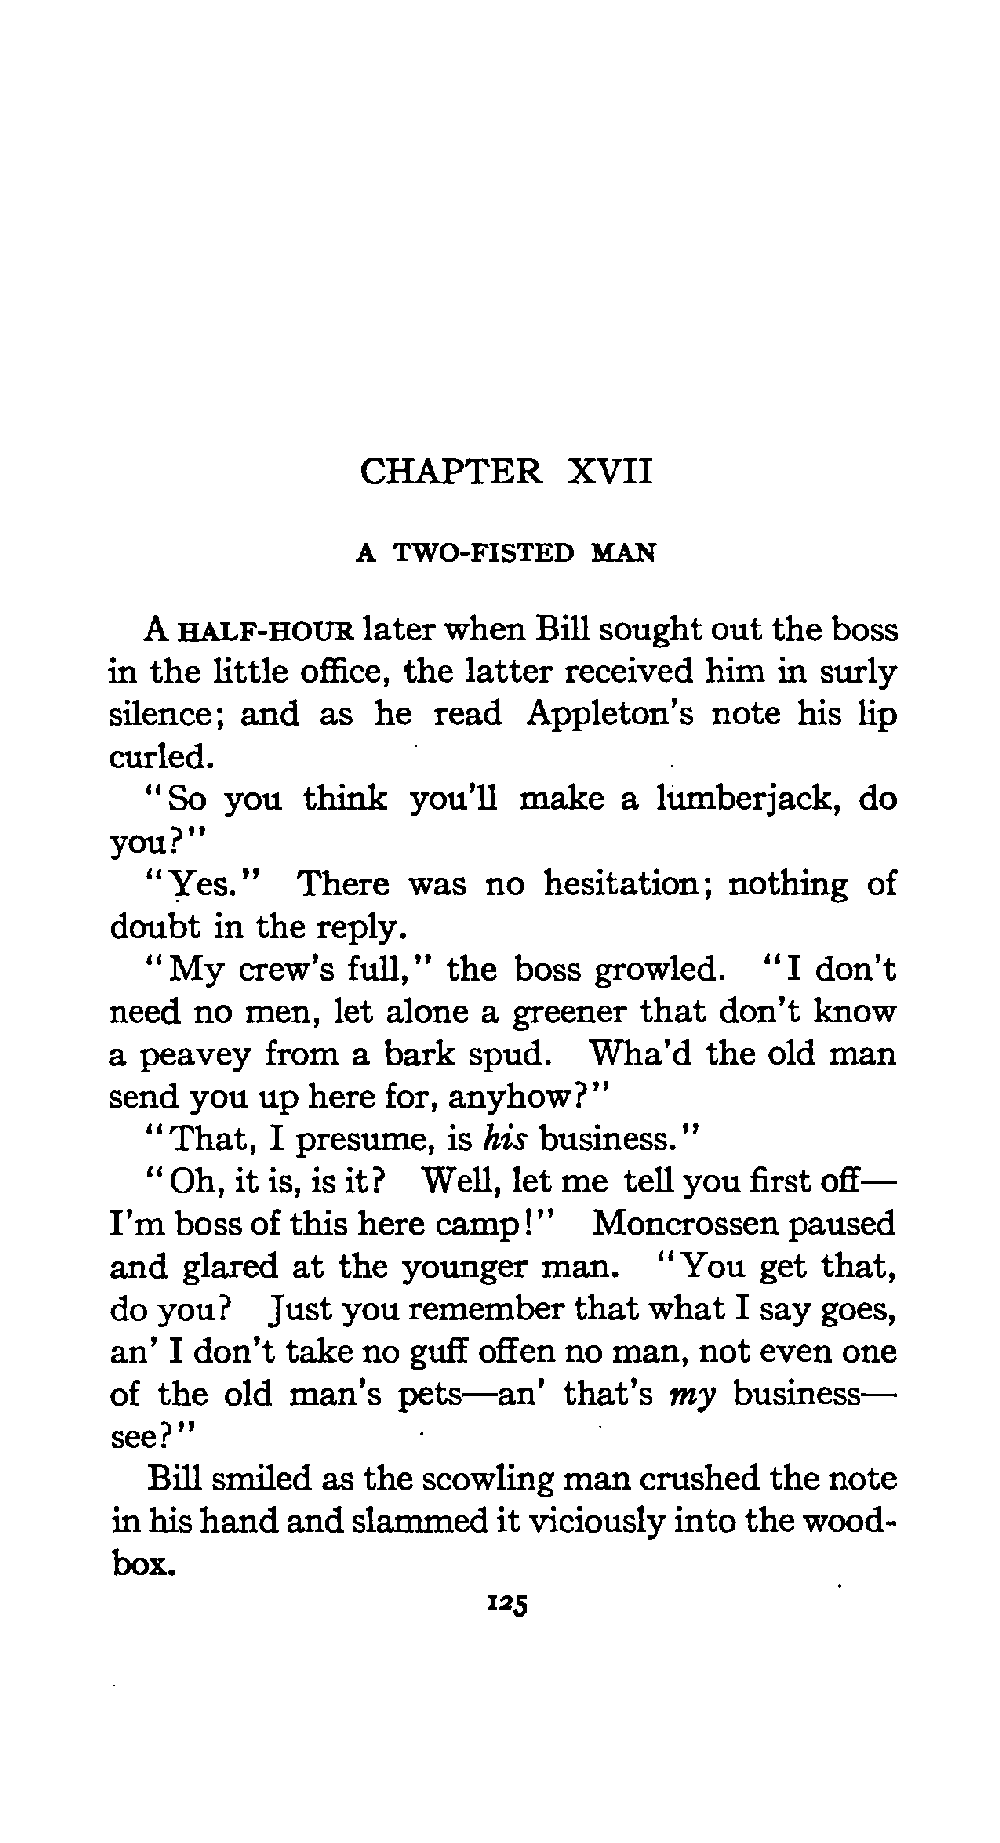 CHAPTER XVII
A TWO-FISTED MAN
A HALF-HOUR later when Bill sought out the boss
in the little office, the latter received him in surly
silence; and as he read Appleton's note his lip
curled.
"So you think you'll make a lumberjack, do
you?"
"Yes." There was no hesitation; nothing of
doubt in the reply.
"My crew's full," the boss growled. "I don't
need no men, let alone a greener that don't know
a peavey from a bark spud. Wha'd the old man
send you up here for, anyhow?"
"That, I presume, is his business."
"Oh, it is, is it? Well, let me tell you first off—
I'm boss of this here camp!" Moncrossen paused
and glared at the younger man. "You get that,
do you? Just you remember that what I say goes,
an' I don't take no guff offen no man, not even one
of the old man's pets—an' that's my business—
see?"
Bill smiled as the scowling man crushed the note
in his hand and slammed it viciously into the wood-
box.
125